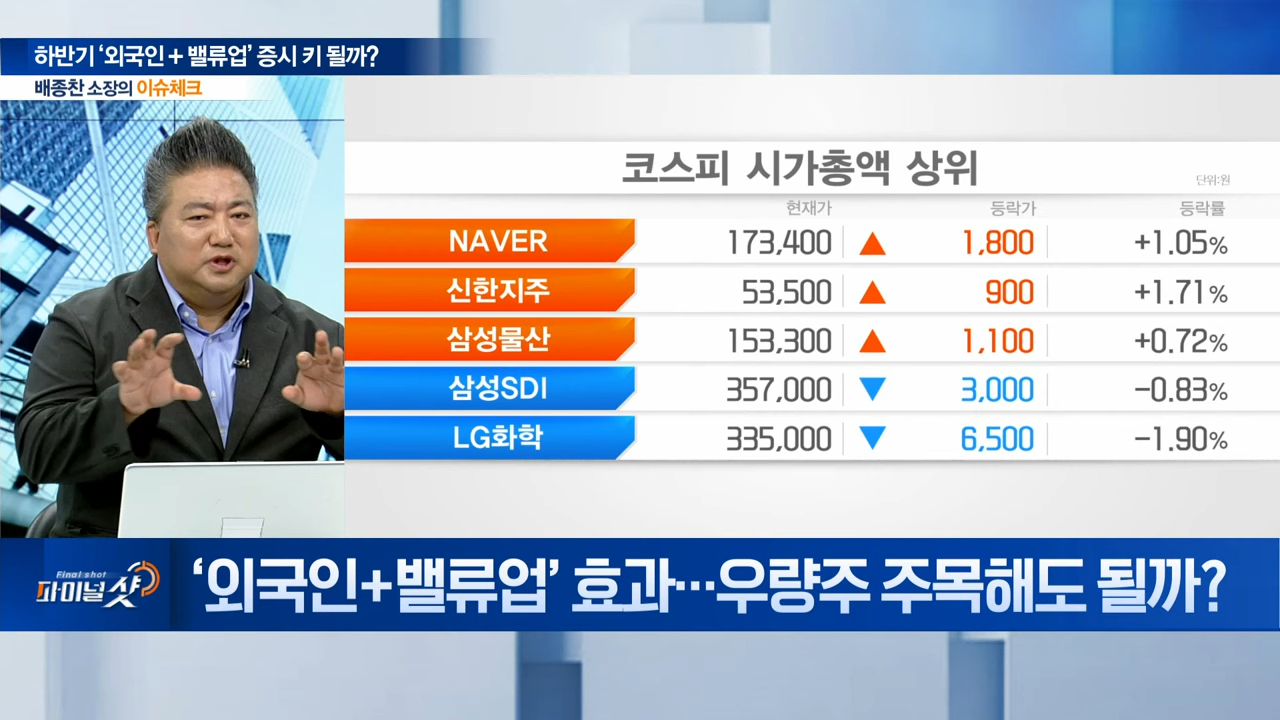 하반기 ‘외국인 + 밸류업’ 증시 키 될까?
배종찬 소장의 이슈체크
코스피 시가총액 상위
단위:원
현재가 등락가 등락률
NAVER 173,400 ▲ 1,800 +1.05%
신한지주 53,500 ▲ 900 +1.71%
삼성물산 153,300 ▲ 1,100 +0.72%
삼성SDI 357,000 ▼ 3,000 -0.83%
LG화학 335,000 ▼ 6,500 -1.90%
Final shot
파이널 샷
‘외국인+밸류업’ 효과…우량주 주목해도 될까?